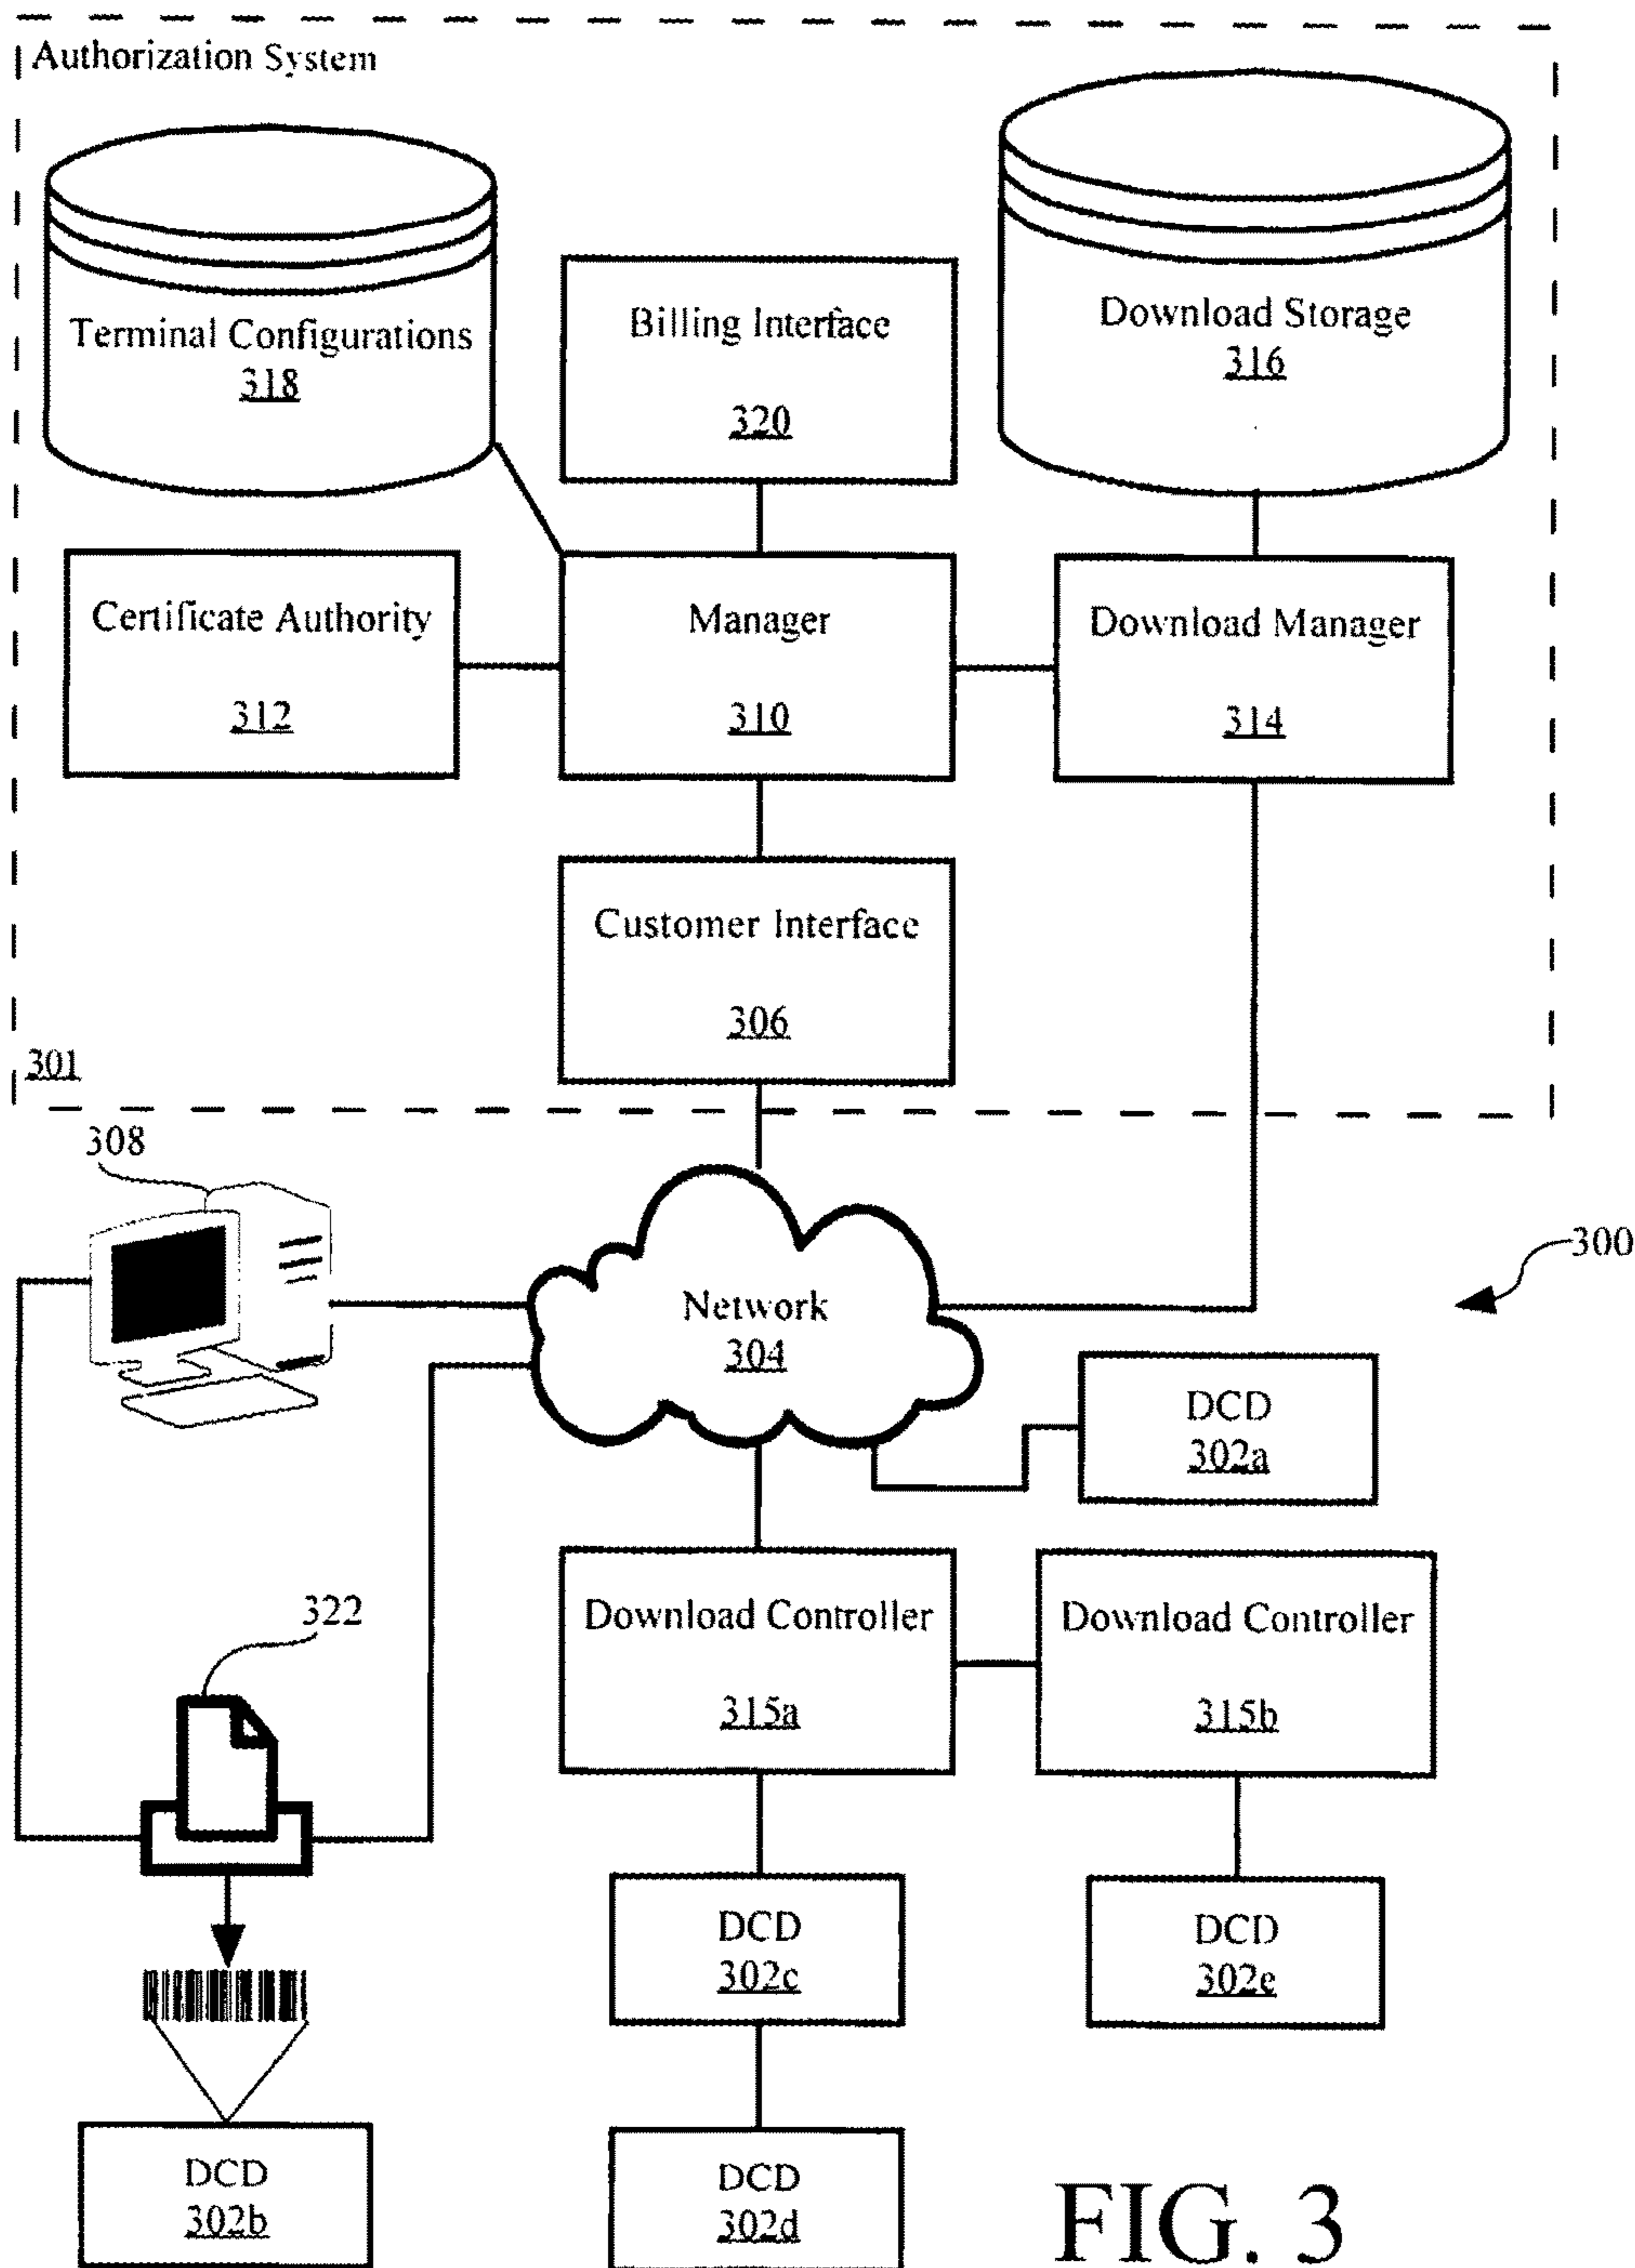 Authorization System
Terminal Configurations
318
Billing Interface
320
Download Storage
316
Certificate Authority
312
Manager
310
Download Manager
314
Customer Interface
306
301
308
Network
304
300
DCD
302a
322
Download Controller
315a
Download Controller
315b
DCD
302c
DCD
302e
DCD
302b
DCD
302d
FIG. 3